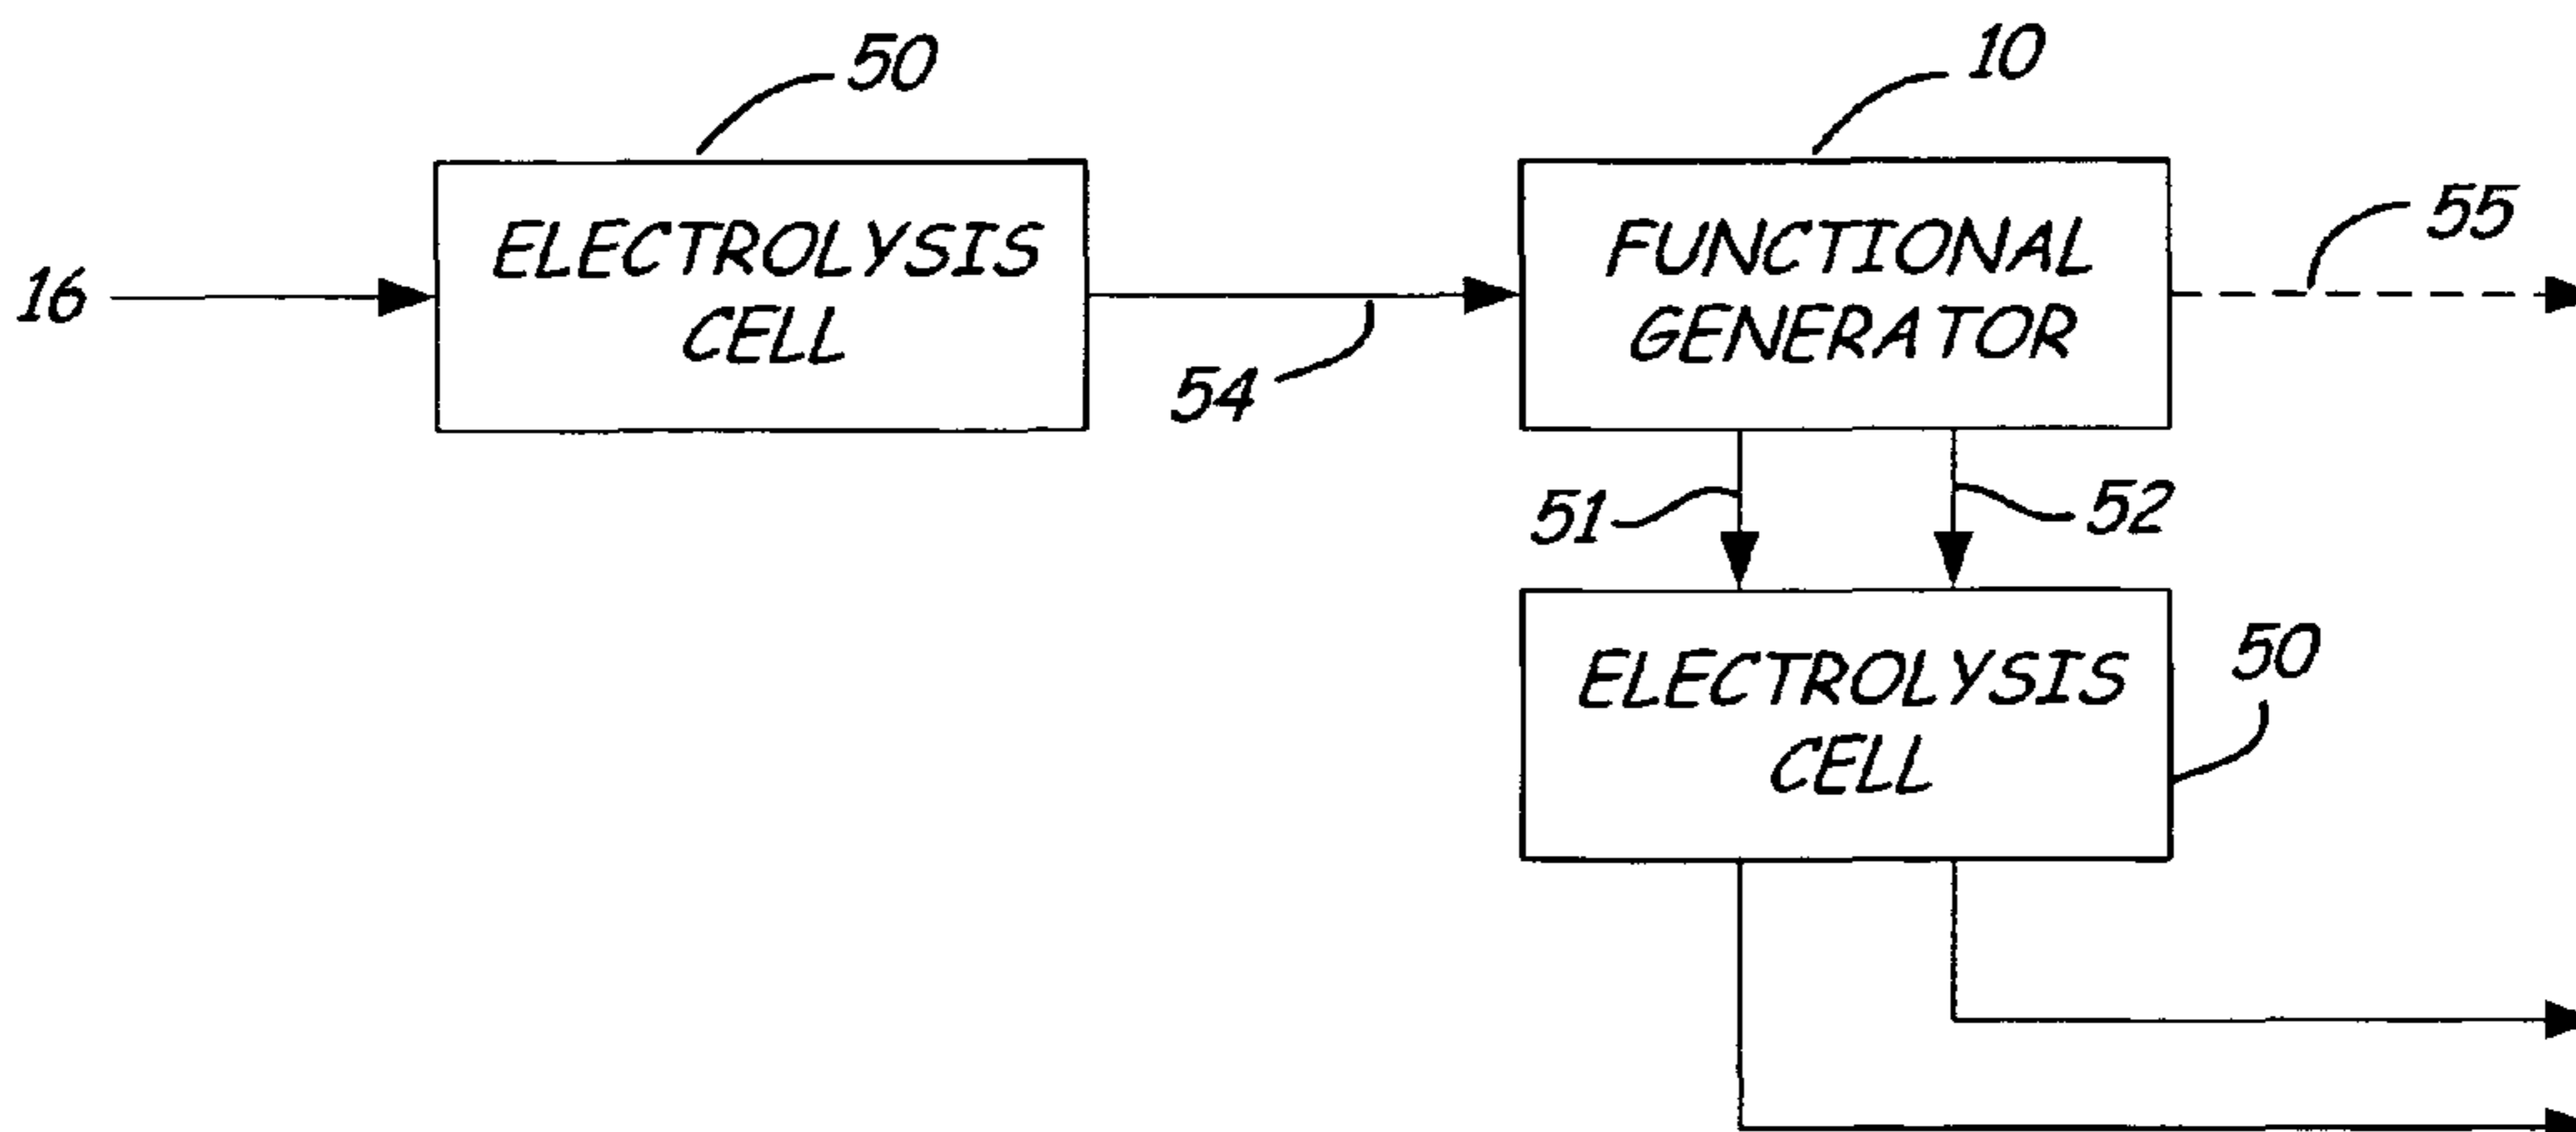 50
10
ELECTROLYSIS
CELL
FUNCTIONAL
GENERATOR
55
16
54
51
52
ELECTROLYSIS
CELL
50